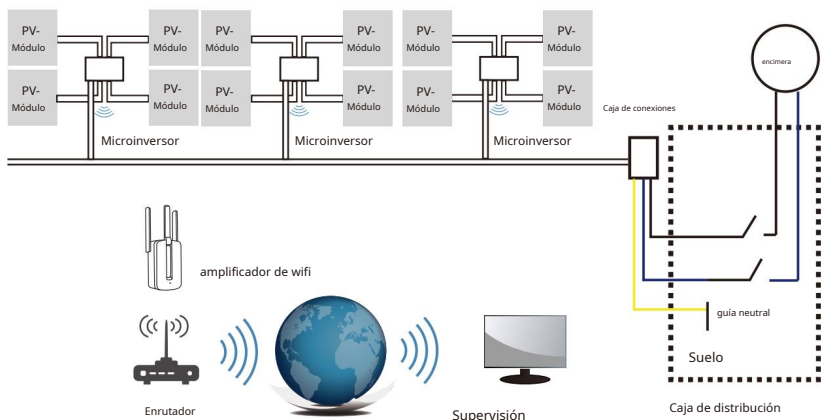 PV- PV- PV- PV- PV- PV-
Módulo Módulo Módulo Módulo Módulo Módulo
PV- PV- PV- PV- PV- PV-
Módulo Módulo Módulo Módulo Módulo Módulo
encimera
Caja de conexiones
Microinversor Microinversor Microinversor
amplificador de wifi
guía neutral
Suelo
Enrutador
Supervisión
Caja de distribución